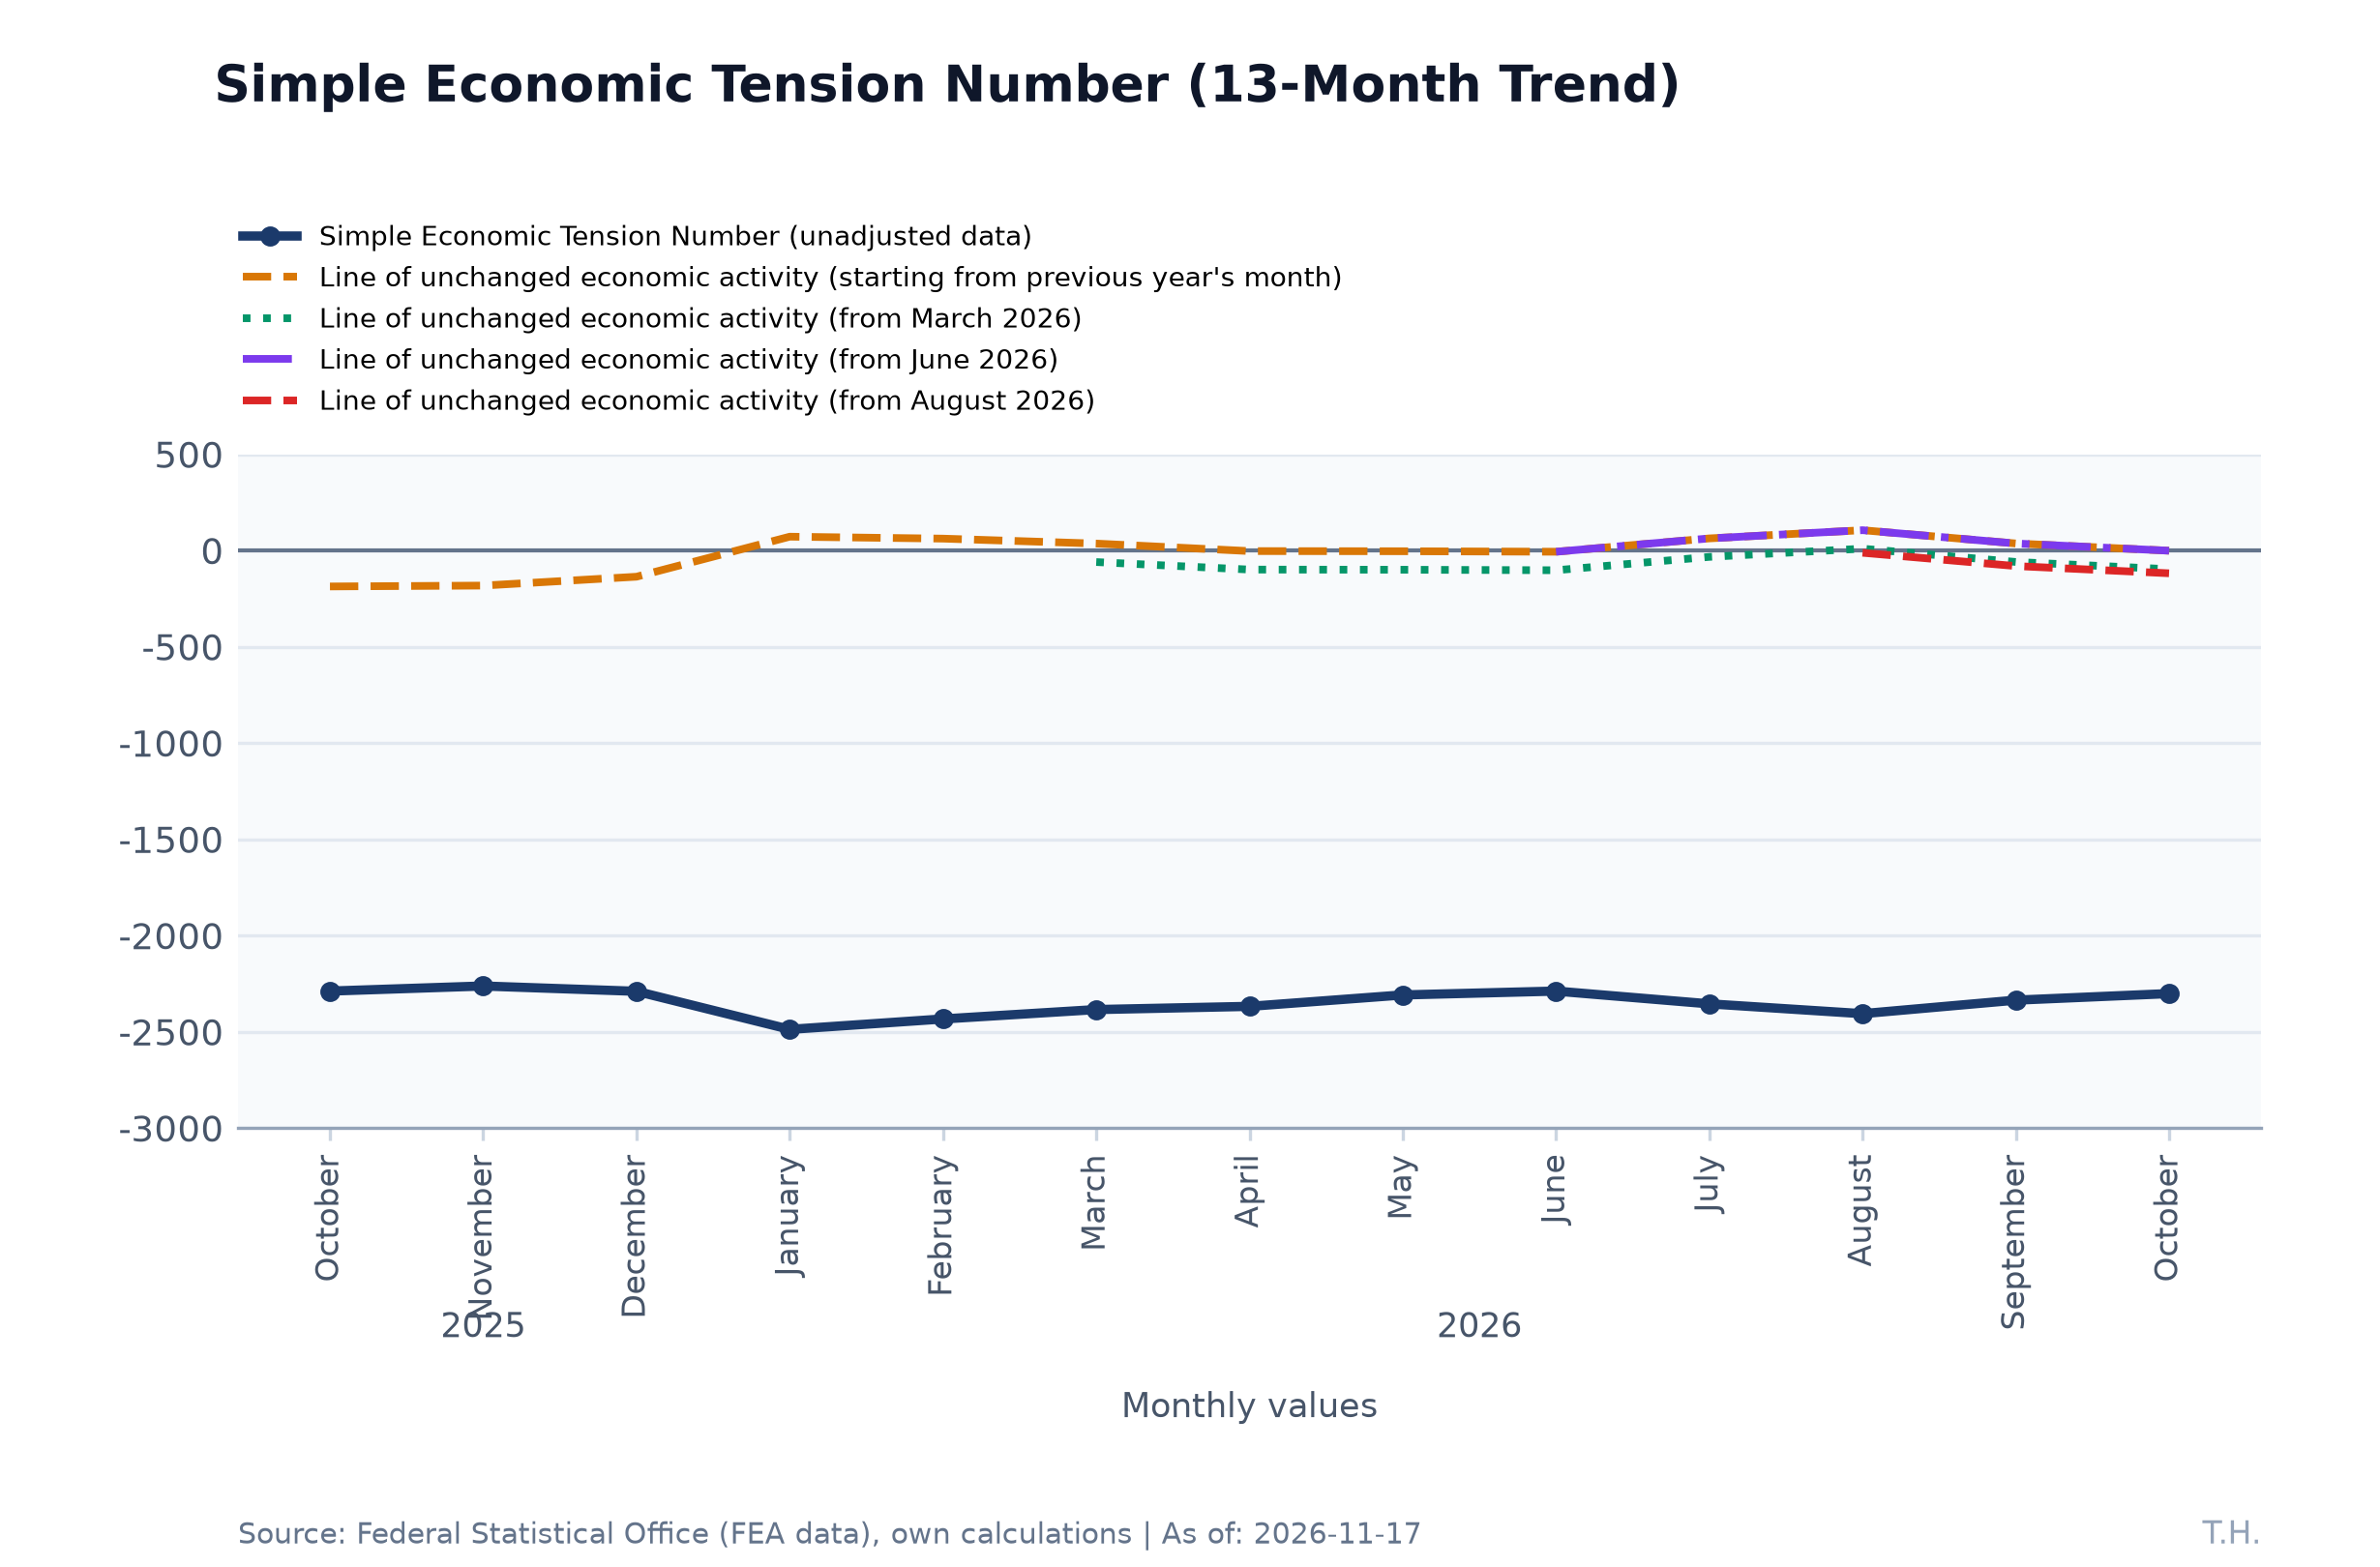 Simple Economic Tension Number (13-Month Trend)
Simple Economic Tension Number (unadjusted data)
Line of unchanged economic activity (starting from previous year's month)
Line of unchanged economic activity (from March 2026)
Line of unchanged economic activity (from June 2026)
Line of unchanged economic activity (from August 2026)
500
0
-500
-1000
-1500
-2000
-2500
-3000
October
November
December
January
February
March
April
May
June
July
August
September
October
2025
2026
Monthly values
Source: Federal Statistical Office (FEA data), own calculations | As of: 2026-11-17
T.H.